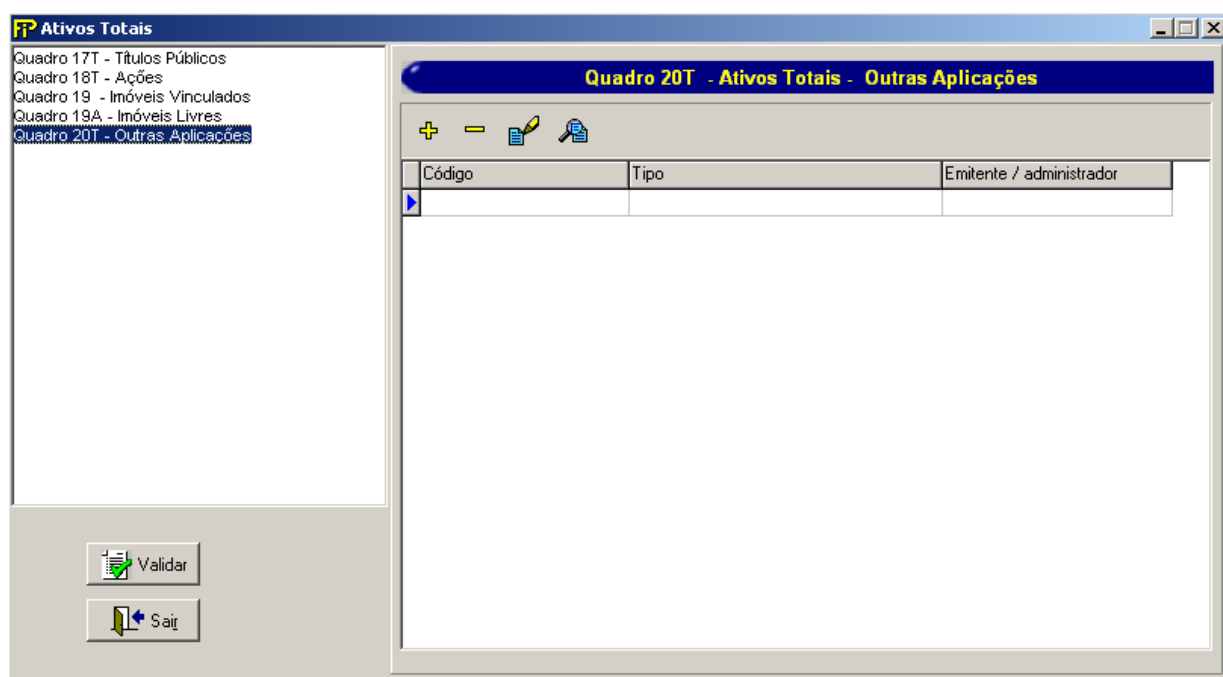 FIP Ativos Totais
Quadro 17T - Títulos Públicos
Quadro 18T - Ações
Quadro 19  - Imóveis Vinculados
Quadro 19A - Imóveis Livres
Quadro 20T - Outras Aplicações
Quadro 20T  - Ativos Totais -  Outras Aplicações
Código Tipo Emitente / administrador
Validar
Sair